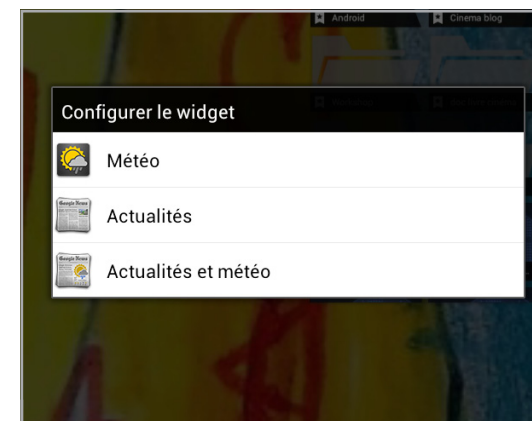 Android
Cinema blog
Configurer le widget
Météo
Actualités
Actualités et météo